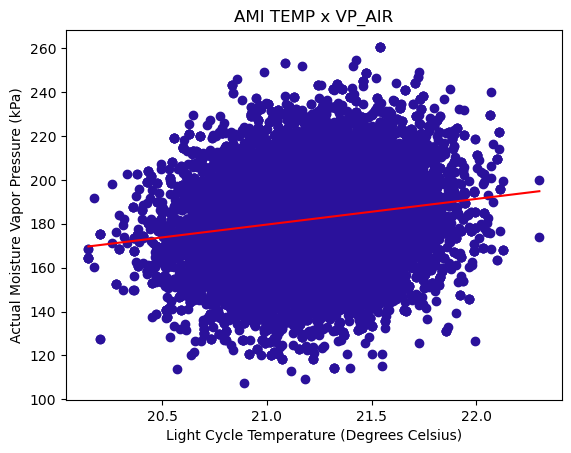 AMI TEMP x VP_AIR
Actual Moisture Vapor Pressure (kPa)
260
240
220
200
180
160
140
120
100
20.5 21.0 21.5 22.0
Light Cycle Temperature (Degrees Celsius)